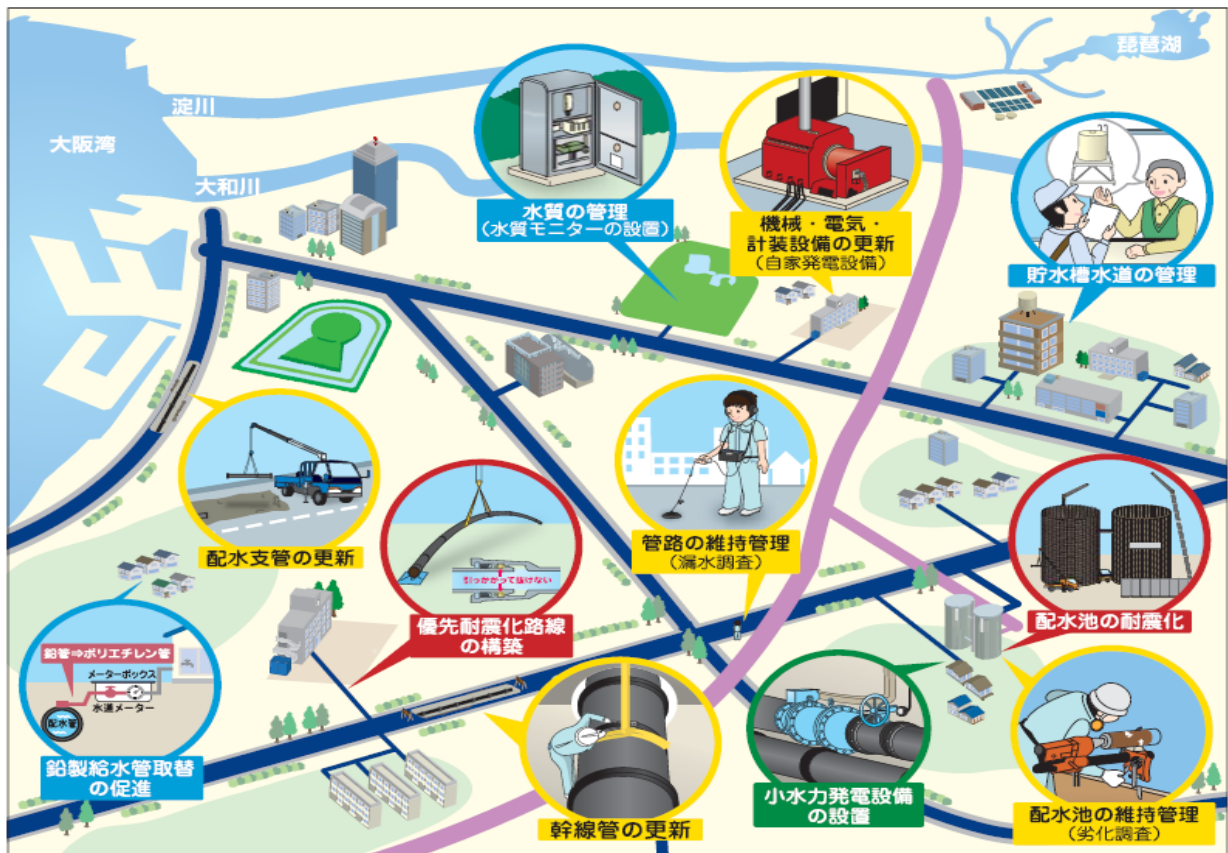 琵琶湖
淀川
大阪湾
大和川
水質の管理
(水質モニターの設置)
機械・電気・
計装設備の更新
(自家発電設備)
貯水槽水道の管理
配水支管の更新
引っかかって抜けない
優先耐震化路線
の構築
管路の維持管理
(漏水調査)
配水池の耐震化
鉛管⇒ポリエチレン管
メーターボックス
水道メーター
配水管
鉛製給水管取替
の促進
幹線管の更新
小水力発電設備
の設置
配水池の維持管理
(劣化調査)